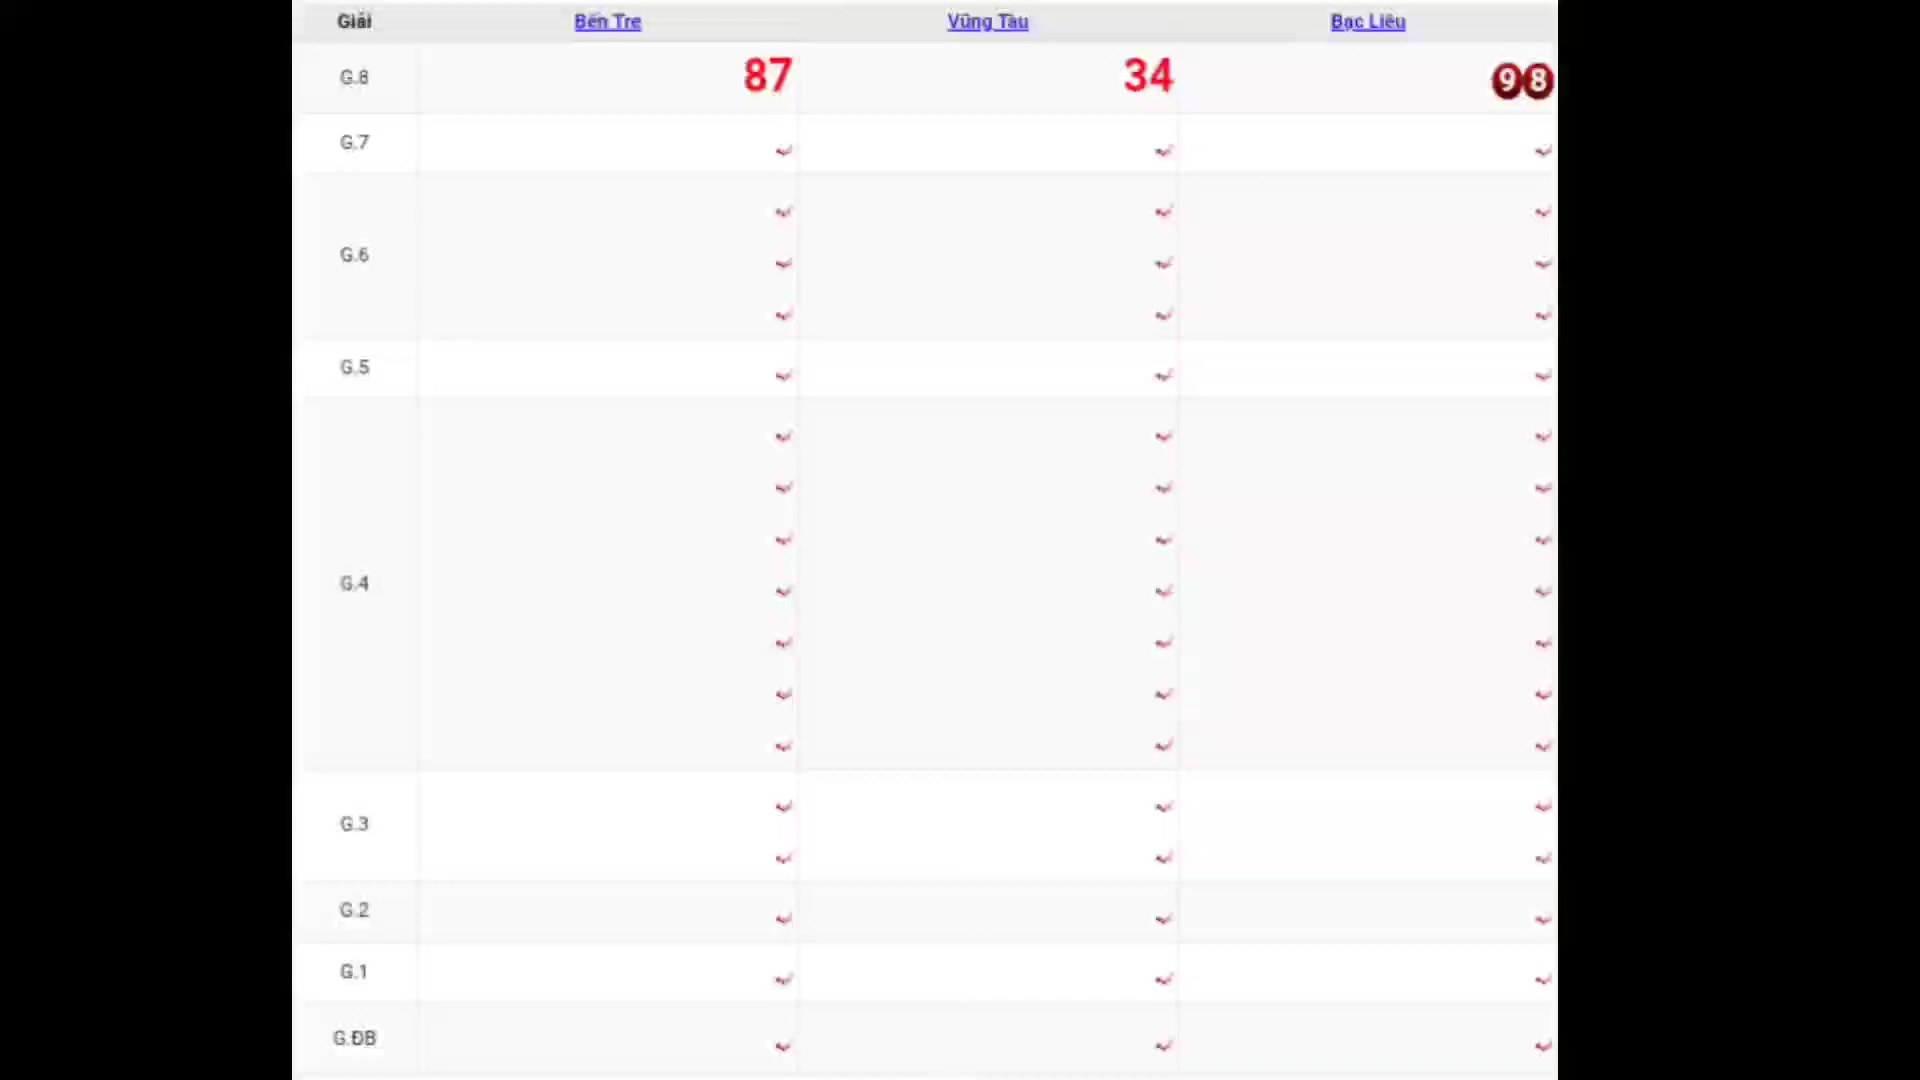 Giải Bến Tre Vũng Tàu Bạc Liêu
G.8 87 34 98
G.7
G.6
G.5
G.4
G.3
G.2
G.1
G.ĐB